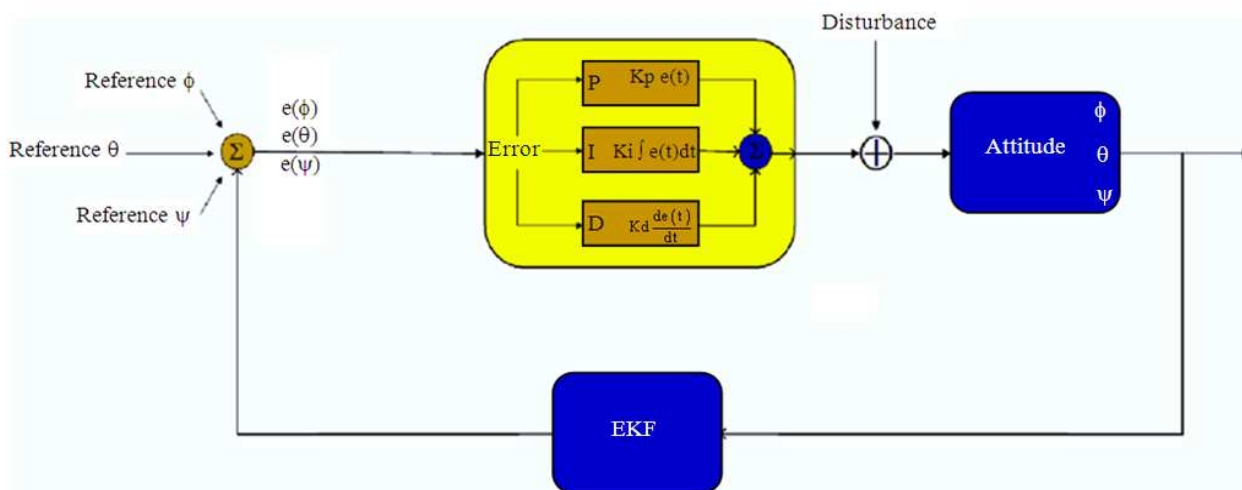 Disturbance
Reference ϕ
Reference θ
Reference ψ
Σ
e(ϕ)
e(θ)
e(ψ)
Error
P Kp e(t)
I Ki ∫ e(t)dt
D Kd de(t)/dt
Σ
Attitude
ϕ
θ
ψ
EKF